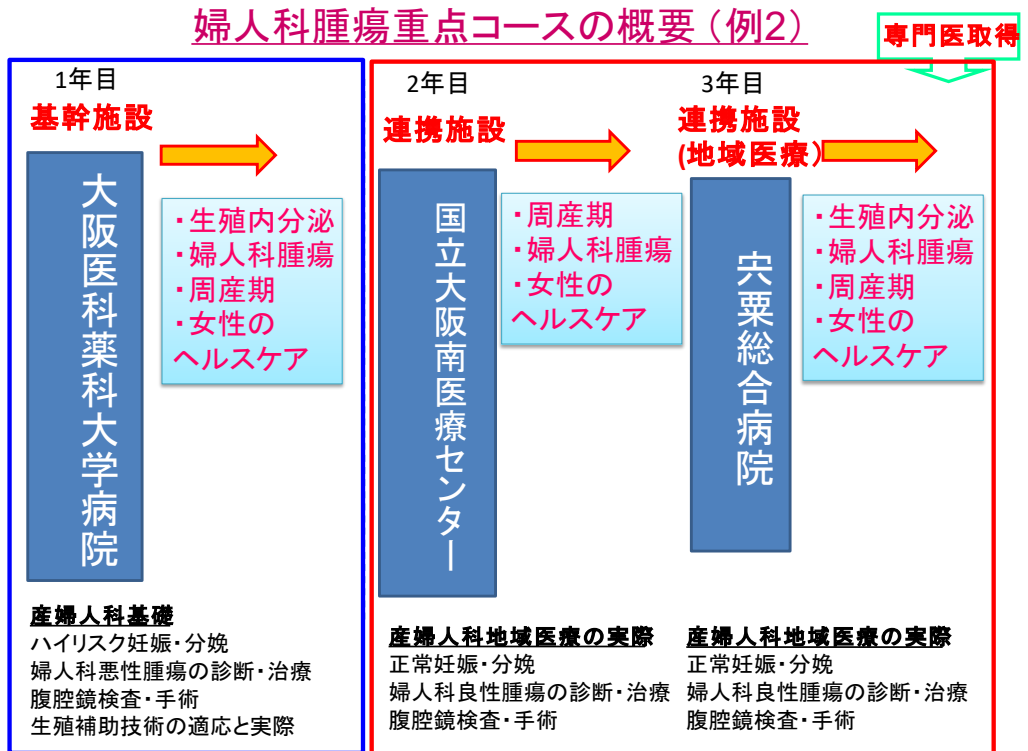 婦人科腫瘍重点コースの概要（例2）
専門医取得
1年目
基幹施設
大阪医科薬科大学病院
・生殖内分泌
・婦人科腫瘍
・周産期
・女性の
ヘルスケア
産婦人科基礎
ハイリスク妊娠・分娩
婦人科悪性腫瘍の診断・治療
腹腔鏡検査・手術
生殖補助技術の適応と実際
2年目
連携施設
国立大阪南医療センター
・周産期
・婦人科腫瘍
・女性の
ヘルスケア
産婦人科地域医療の実際
正常妊娠・分娩
婦人科良性腫瘍の診断・治療
腹腔鏡検査・手術
3年目
連携施設
(地域医療）
宍粟総合病院
・生殖内分泌
・婦人科腫瘍
・周産期
・女性の
ヘルスケア
産婦人科地域医療の実際
正常妊娠・分娩
婦人科良性腫瘍の診断・治療
腹腔鏡検査・手術